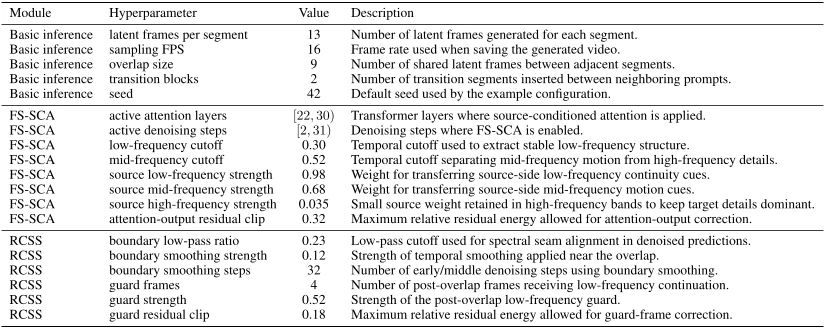 Module Hyperparameter Value Description
Basic inference latent frames per segment 13 Number of latent frames generated for each segment.
Basic inference sampling FPS 16 Frame rate used when saving the generated video.
Basic inference overlap size 9 Number of shared latent frames between adjacent segments.
Basic inference transition blocks 2 Number of transition segments inserted between neighboring prompts.
Basic inference seed 42 Default seed used by the example configuration.
FS-SCA active attention layers [22, 30) Transformer layers where source-conditioned attention is applied.
FS-SCA active denoising steps [2, 31) Denoising steps where FS-SCA is enabled.
FS-SCA low-frequency cutoff 0.30 Temporal cutoff used to extract stable low-frequency structure.
FS-SCA mid-frequency cutoff 0.52 Temporal cutoff separating mid-frequency motion from high-frequency details.
FS-SCA source low-frequency strength 0.98 Weight for transferring source-side low-frequency continuity cues.
FS-SCA source mid-frequency strength 0.68 Weight for transferring source-side mid-frequency motion cues.
FS-SCA source high-frequency strength 0.035 Small source weight retained in high-frequency bands to keep target details dominant.
FS-SCA attention-output residual clip 0.32 Maximum relative residual energy allowed for attention-output correction.
RCSS boundary low-pass ratio 0.23 Low-pass cutoff used for spectral seam alignment in denoised predictions.
RCSS boundary smoothing strength 0.12 Strength of temporal smoothing applied near the overlap.
RCSS boundary smoothing steps 32 Number of early/middle denoising steps using boundary smoothing.
RCSS guard frames 4 Number of post-overlap frames receiving low-frequency continuation.
RCSS guard strength 0.52 Strength of the post-overlap low-frequency guard.
RCSS guard residual clip 0.18 Maximum relative residual energy allowed for guard-frame correction.